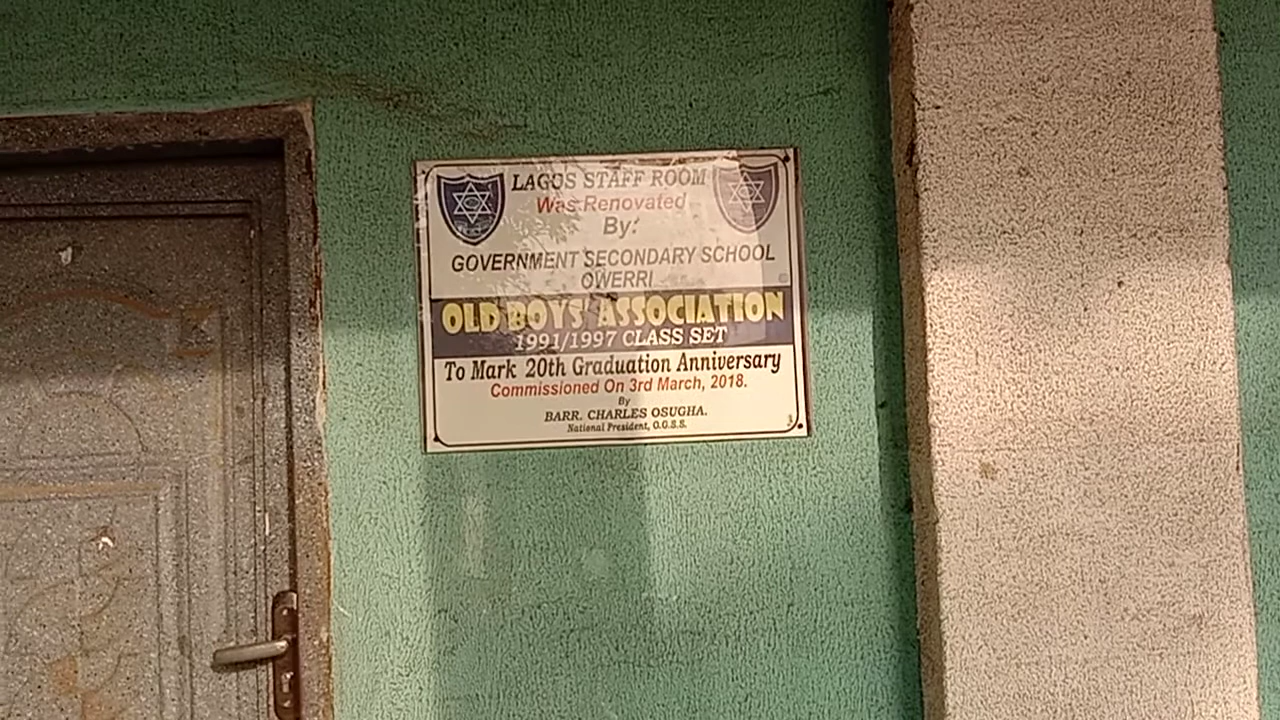 LAGOS STAFF ROOM
Was Renovated
By:
GOVERNMENT SECONDARY SCHOOL
OWERRI
OLD BOYS' ASSOCIATION
1991/1997 CLASS SET
To Mark 20th Graduation Anniversary
Commissioned On 3rd March, 2018.
By
BARR. CHARLES OSUGHA.
National President, O.G.S.S.